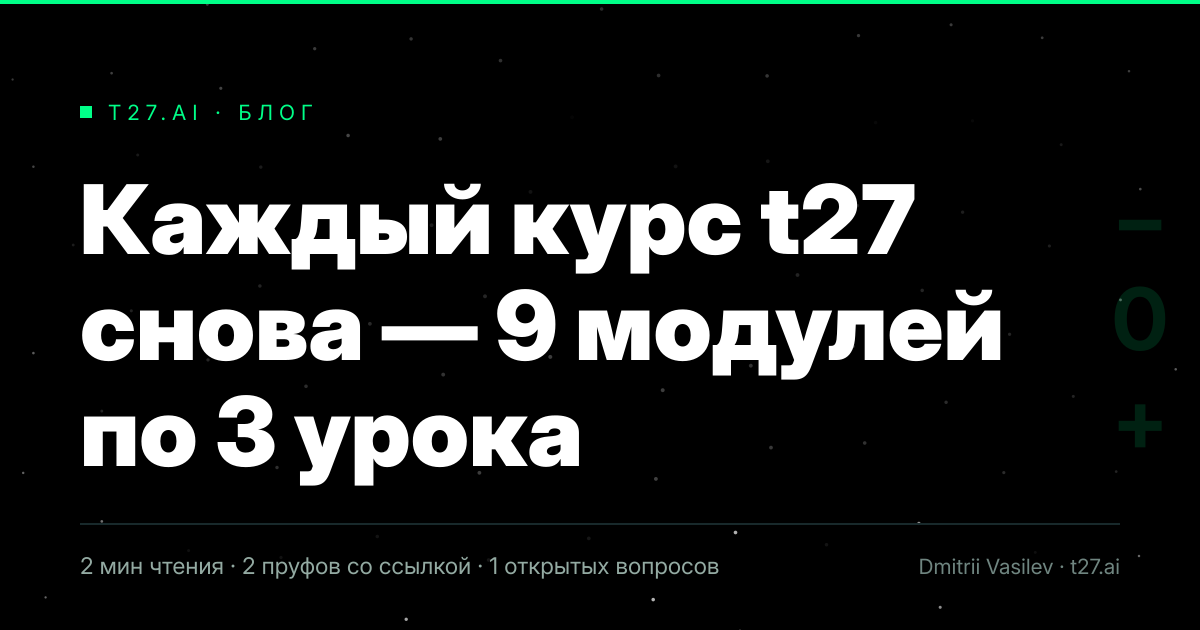 T27.AI · БЛОГ
Каждый курс t27
снова — 9 модулей
по 3 урока
−
0
+
2 мин чтения · 2 пруфов со ссылкой · 1 открытых вопросов
Dmitrii Vasilev · t27.ai